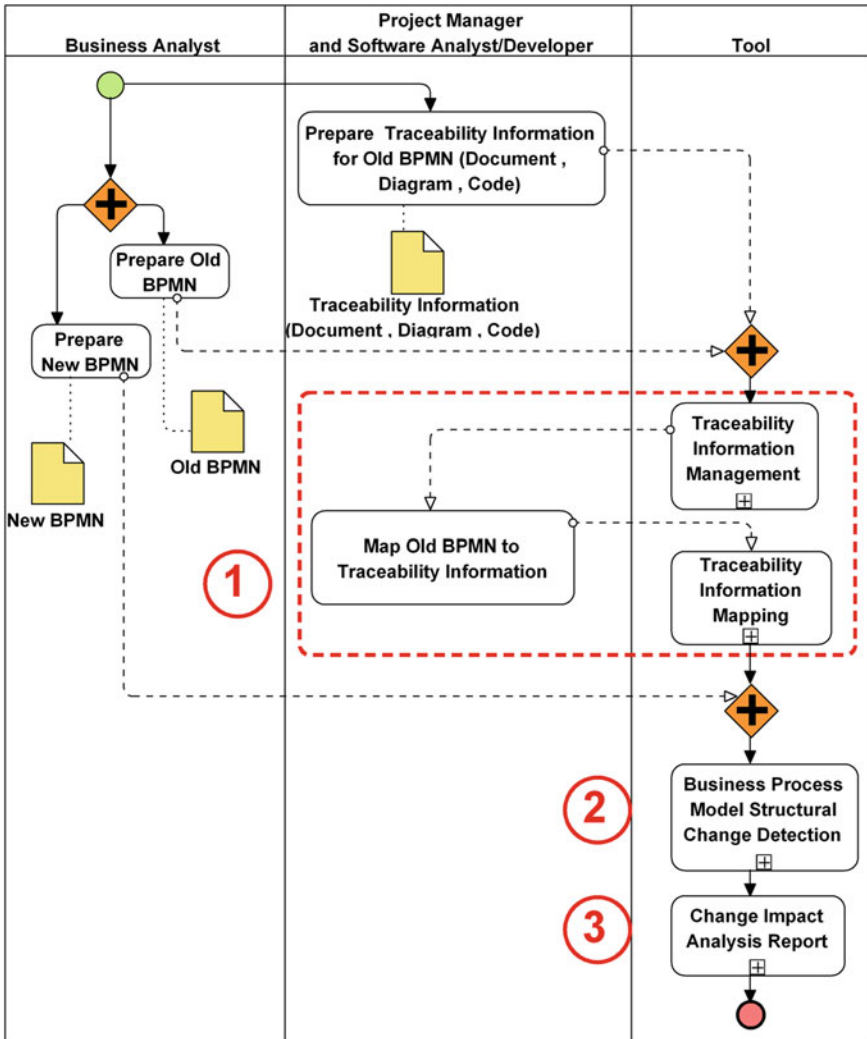 Business Analyst
Project Manager
and Software Analyst/Developer
Tool
Prepare Traceability Information
for Old BPMN (Document ,
Diagram , Code)
Prepare Old
BPMN
Traceability Information
(Document , Diagram , Code)
Prepare
New BPMN
Old BPMN
New BPMN
Traceability
Information
Management
1
Map Old BPMN to
Traceability Information
Traceability
Information
Mapping
2
Business Process
Model Structural
Change Detection
3
Change Impact
Analysis Report